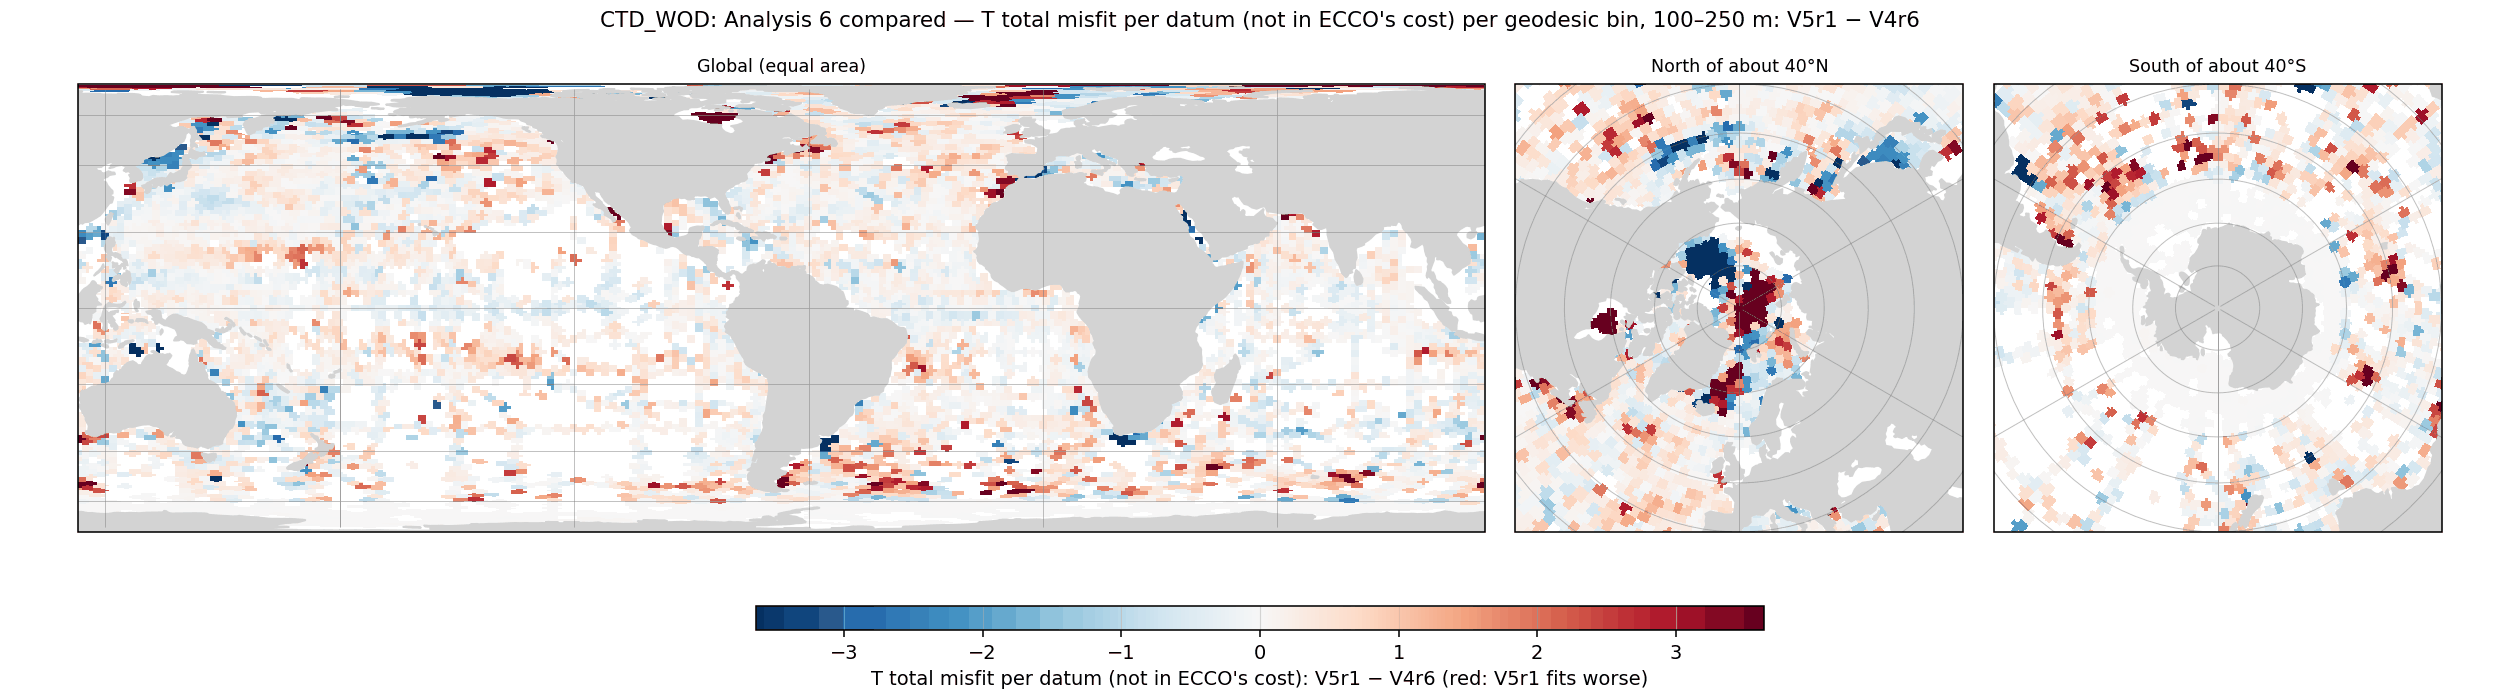 CTD_WOD: Analysis 6 compared — T total misfit per datum (not in ECCO's cost) per geodesic bin, 100–250 m: V5r1 − V4r6
Global (equal area)
North of about 40°N
South of about 40°S
−3 −2 −1 0 1 2 3
T total misfit per datum (not in ECCO's cost): V5r1 − V4r6 (red: V5r1 fits worse)